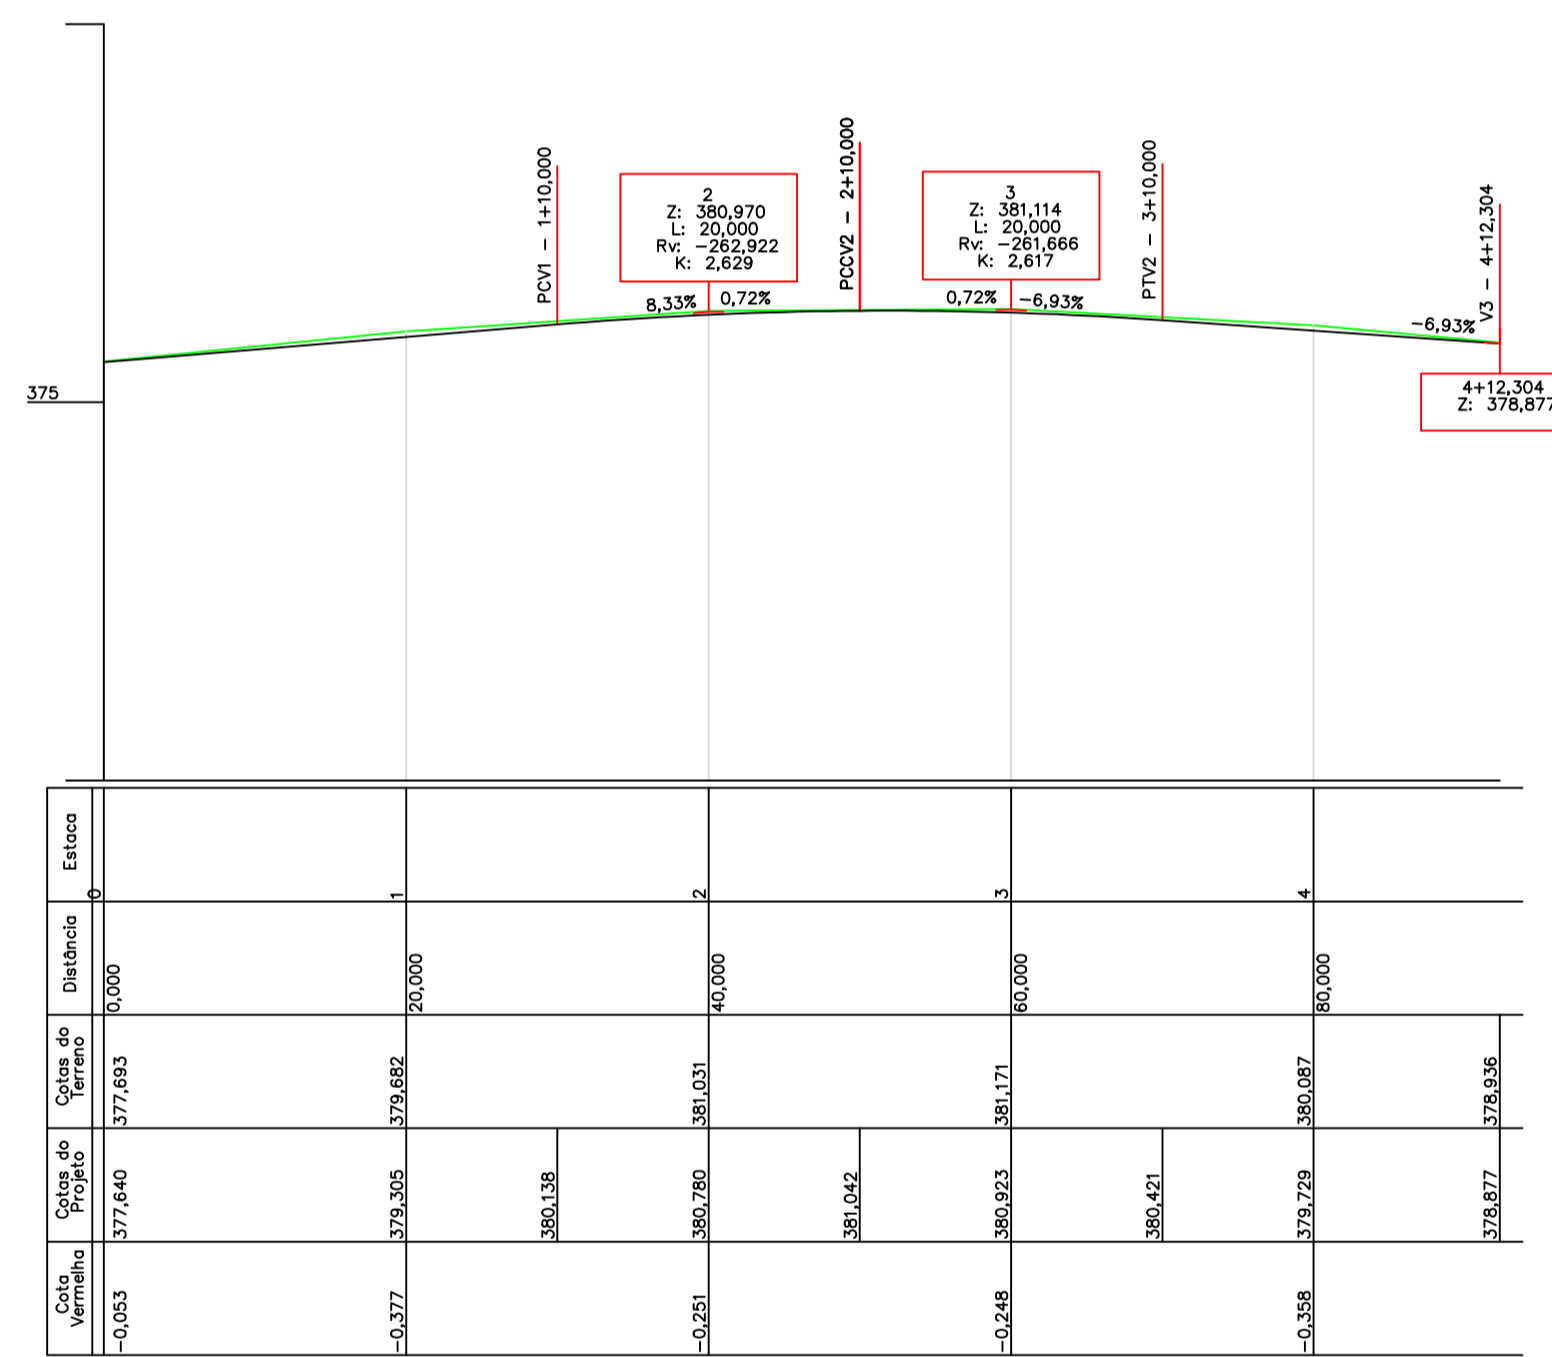 PCV1 - 1+10,000
2
Z: 380,970
L: 20,000
Rv: -262,922
K: 2,629
8,33%
0,72%
PCCV2 - 2+10,000
3
Z: 381,114
L: 20,000
Rv: -261,666
K: 2,617
0,72%
-6,93%
PTV2 - 3+10,000
V3 - 4+12,304
-6,93%
4+12,304
Z: 378,877
375
Estaca
0
1
2
3
4
Distância
0,000
20,000
40,000
60,000
80,000
Cotas do
Terreno
377,693
379,682
381,031
381,171
380,087
378,936
Cotas do
Projeto
377,640
379,305
380,138
380,780
381,042
380,923
380,421
379,729
378,877
Cota
Vermelha
-0,053
-0,377
-0,251
-0,248
-0,358